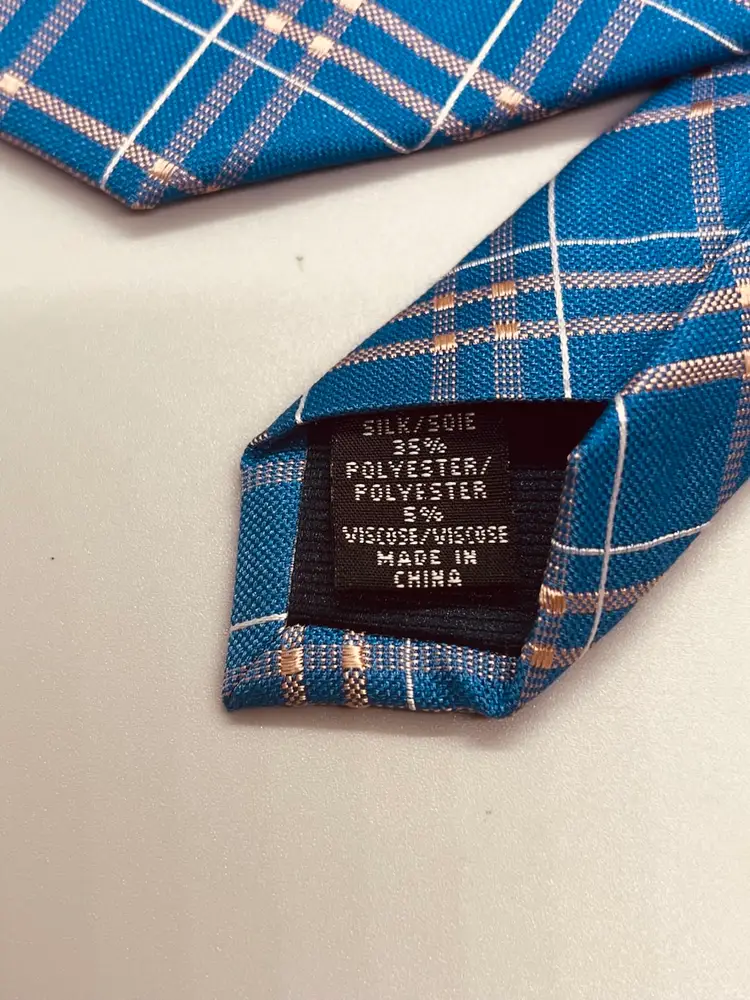 SILK/SOIE
35%
POLYESTER/
POLYESTER
5%
VISCOSE/VISCOSE
MADE IN
CHINA